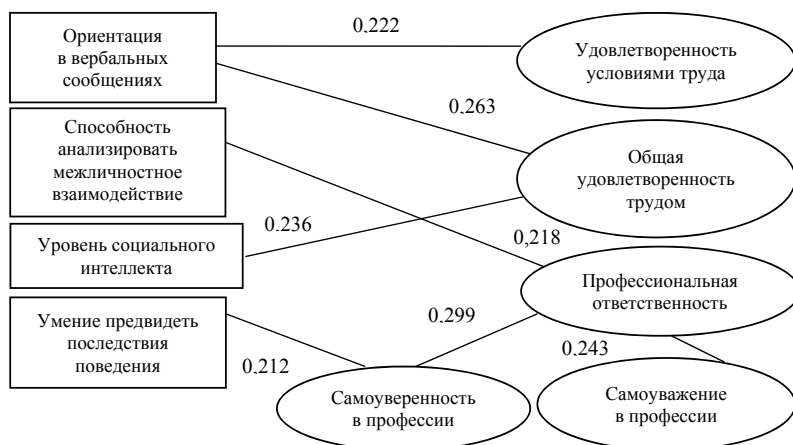 Ориентация
в вербальных
сообщениях
0,222
Удовлетворенность
условиями труда
0,263
Способность
анализировать
межличностное
взаимодействие
Общая
удовлетворенность
трудом
0,236
0,218
Уровень социального
интеллекта
Профессиональная
ответственность
Умение предвидеть
последствия
поведения
0,299
0,212
0,243
Самоуверенность
в профессии
Самоуважение
в профессии